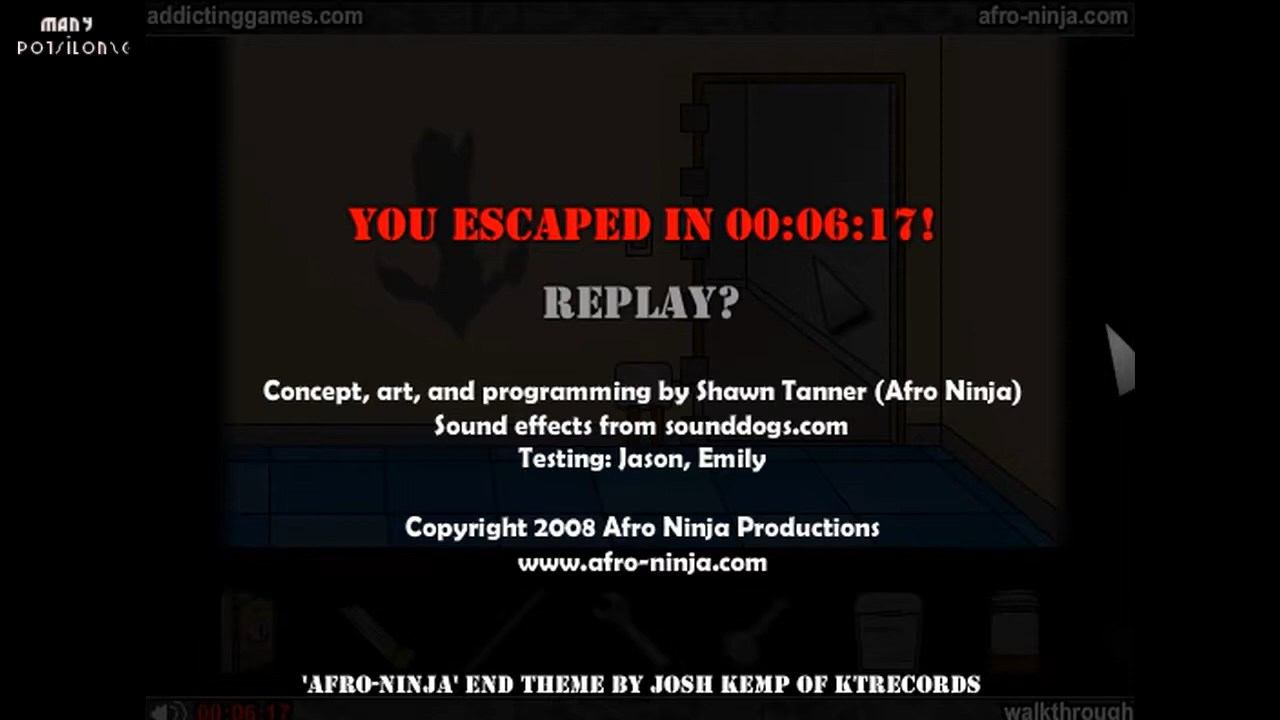 MANY
addictinggames.com
afro-ninja.com
YOU ESCAPED IN 00:06:17!
REPLAY?
Concept, art, and programming by Shawn Tanner (Afro Ninja)
Sound effects from sounddogs.com
Testing: Jason, Emily
Copyright 2008 Afro Ninja Productions
www.afro-ninja.com
'AFRO-NINJA' END THEME BY JOSH KEMP OF KTRECORDS
00:06:17
walkthrough